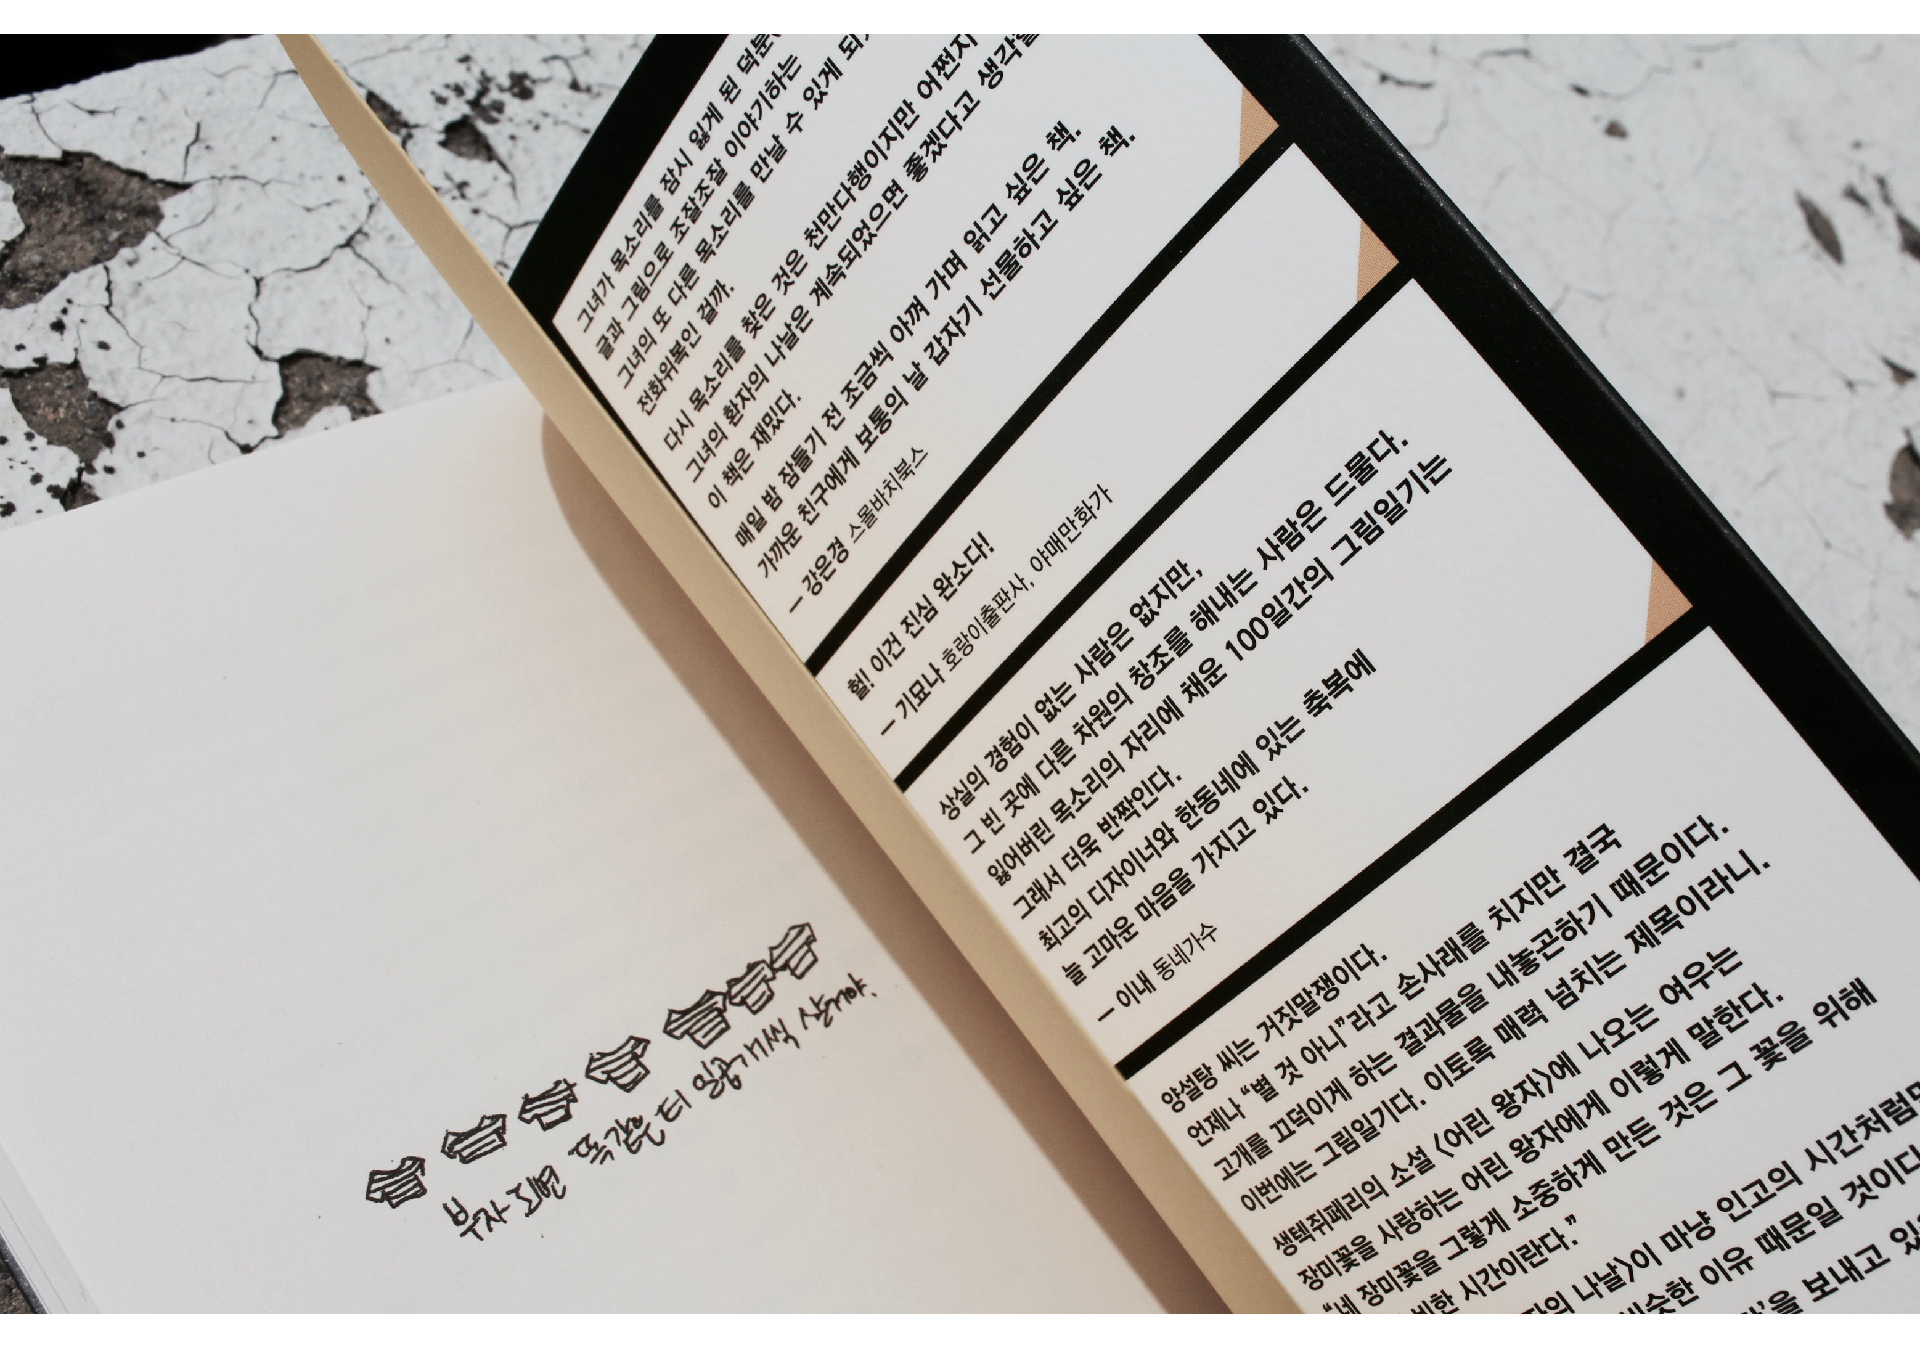 부자 되면 똑같은 티 일곱개씩 살거야.
그녀가 목소리를 잠시 잃게 된 덕분에
글과 그림으로 조잘조잘 이야기하는
그녀의 또 다른 목소리를 만날 수 있게 되
전화위복인 걸까.
다시 목소리를 찾은 것은 천만다행이지만 어쩐지
그녀의 환자의 나날은 계속되었으면 좋겠다고 생각
이 책은 재밌다.
매일 밤 잠들기 전 조금씩 아껴 가며 읽고 싶은 책.
가까운 친구에게 보통의 날 갑자기 선물하고 싶은 책.
— 강은경 스몰바치북스
헐! 이건 진심 완소다!
— 기묘나 호랑이출판사, 야매만화가
상실의 경험이 없는 사람은 없지만,
그 빈 곳에 다른 차원의 창조를 해내는 사람은 드물다.
잃어버린 목소리의 자리에 채운 100일간의 그림일기는
그래서 더욱 반짝인다.
최고의 디자이너와 한동네에 있는 축복에
늘 고마운 마음을 가지고 있다.
— 이내 동네가수
양설탕 씨는 거짓말쟁이다.
언제나 “별 것 아니”라고 손사래를 치지만 결국
고개를 끄덕이게 하는 결과물을 내놓곤하기 때문이다.
이번에는 그림일기다. 이토록 매력 넘치는 제목이라니.
생텍쥐페리의 소설 〈어린 왕자〉에 나오는 여우는
장미꽃을 사랑하는 어린 왕자에게 이렇게 말한다.
“네 장미꽃을 그렇게 소중하게 만든 것은 그 꽃을 위해
비한 시간이란다.”
의 나날〉이 마냥 인고의 시간처럼만
비슷한 이유 때문일 것이다
을 보내고